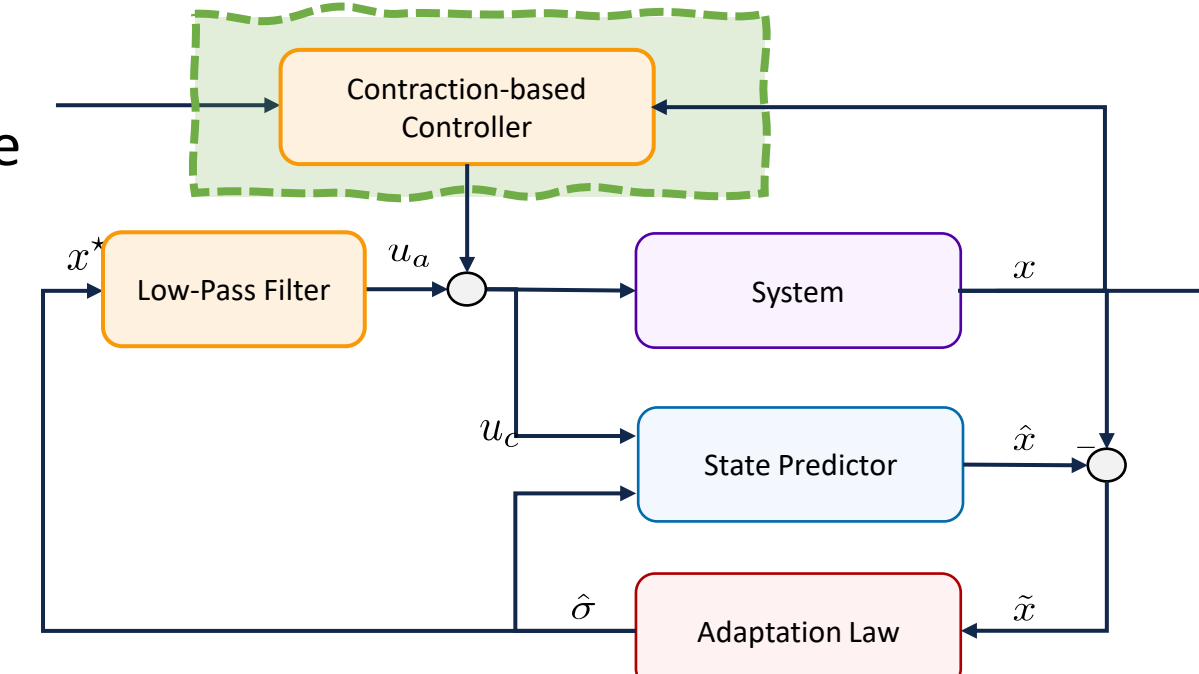 Contraction-based
Controller
e
x*
Low-Pass Filter
u_a
System
x
u_c
State Predictor
x̂
−
σ̂
Adaptation Law
x̃